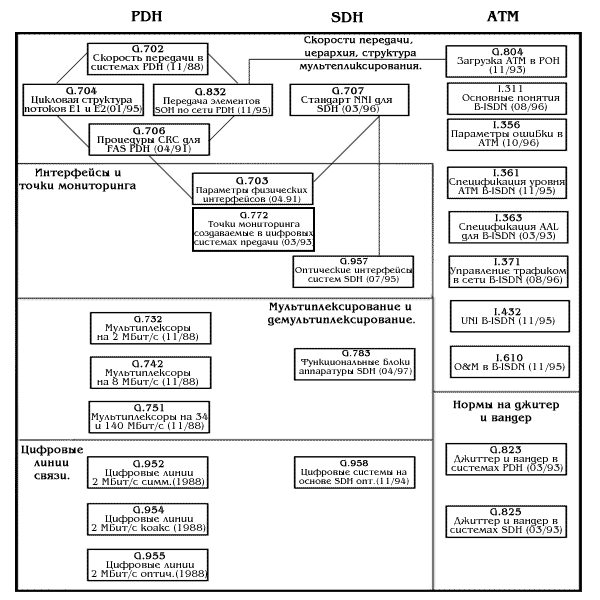 PDH
SDH
ATM
Скорости передачи,
иерархия, структура
мультепликсирования.
G.702
Скорость передачи в
системах PDH (11/88)
G.704
Цикловая структура
потоков E1 и E2(01/95)
G.832
Передача элементов
SOH по сети PDH (11/95)
G.706
Процедуры CRC для
FAS PDH (04/91)
G.707
Стандарт NNI для
SDH (03/96)
G.804
Загрузка ATM в POH
(11/93)
I.311
Основные понятия
B-ISDN (08/96)
I.356
Параметры ошибки в
ATM (10/96)
I.361
Спецификация уровня
ATM B-ISDN (11/95)
I.363
Спецификация AAL
для B-ISDN (03/93)
I.371
Управление трафиком
в сети B-ISDN (08/96)
I.432
UNI B-ISDN (11/95)
I.610
O&M в B-ISDN (11/95)
Интерфейсы и
точки мониторинга
G.703
Параметры физических
интерфейсов (04.91)
G.772
Точки мониторинга
создаваемые в цифровых
системах предачи (03/93)
G.957
Оптические интерфейсы
систем SDH (07/95)
Мультиплексирование и
демультиплексирование.
G.732
Мультиплексоры
на 2 МБит/с (11/88)
G.742
Мультиплексоры
на 8 МБит/с (11/88)
G.751
Мультиплексоры на 34
и 140 МБит/с (11/88)
G.783
Функциональные блоки
аппаратуры SDH (04/97)
Нормы на джитер
и вандер
G.823
Джиттер и вандер в
системах PDH (03/93)
G.825
Джиттер и вандер в
системах SDH (03/93)
Цифровые
линии
связи.
G.952
Цифровые линии
2 МБит/с симм.(1988)
G.954
Цифровые линии
2 МБит/с коакс (1988)
G.955
Цифровые линии
2 МБит/с оптич.(1988)
G.958
Цифровые системы на
основе SDH опт.(11/94)